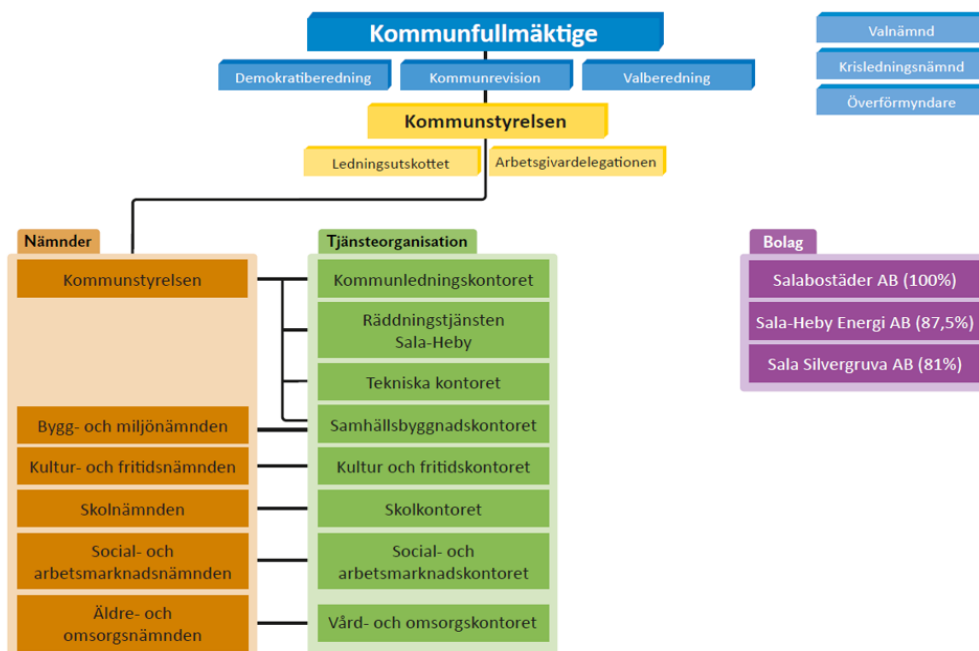 Kommunfullmäktige
Demokratiberedning
Kommunrevision
Valberedning
Valnämnd
Krisledningsnämnd
Överförmyndare
Kommunstyrelsen
Ledningsutskottet
Arbetsgivardelegationen
Nämnder
Kommunstyrelsen
Bygg- och miljönämnden
Kultur- och fritidsnämnden
Skolnämnden
Social- och
arbetsmarknadsnämnden
Äldre- och
omsorgsnämnden
Tjänsteorganisation
Kommunledningskontoret
Räddningstjänsten
Sala-Heby
Tekniska kontoret
Samhällsbyggnadskontoret
Kultur och fritidskontoret
Skolkontoret
Social- och
arbetsmarknadskontoret
Vård- och omsorgskontoret
Bolag
Salabostäder AB (100%)
Sala-Heby Energi AB (87,5%)
Sala Silvergruva AB (81%)